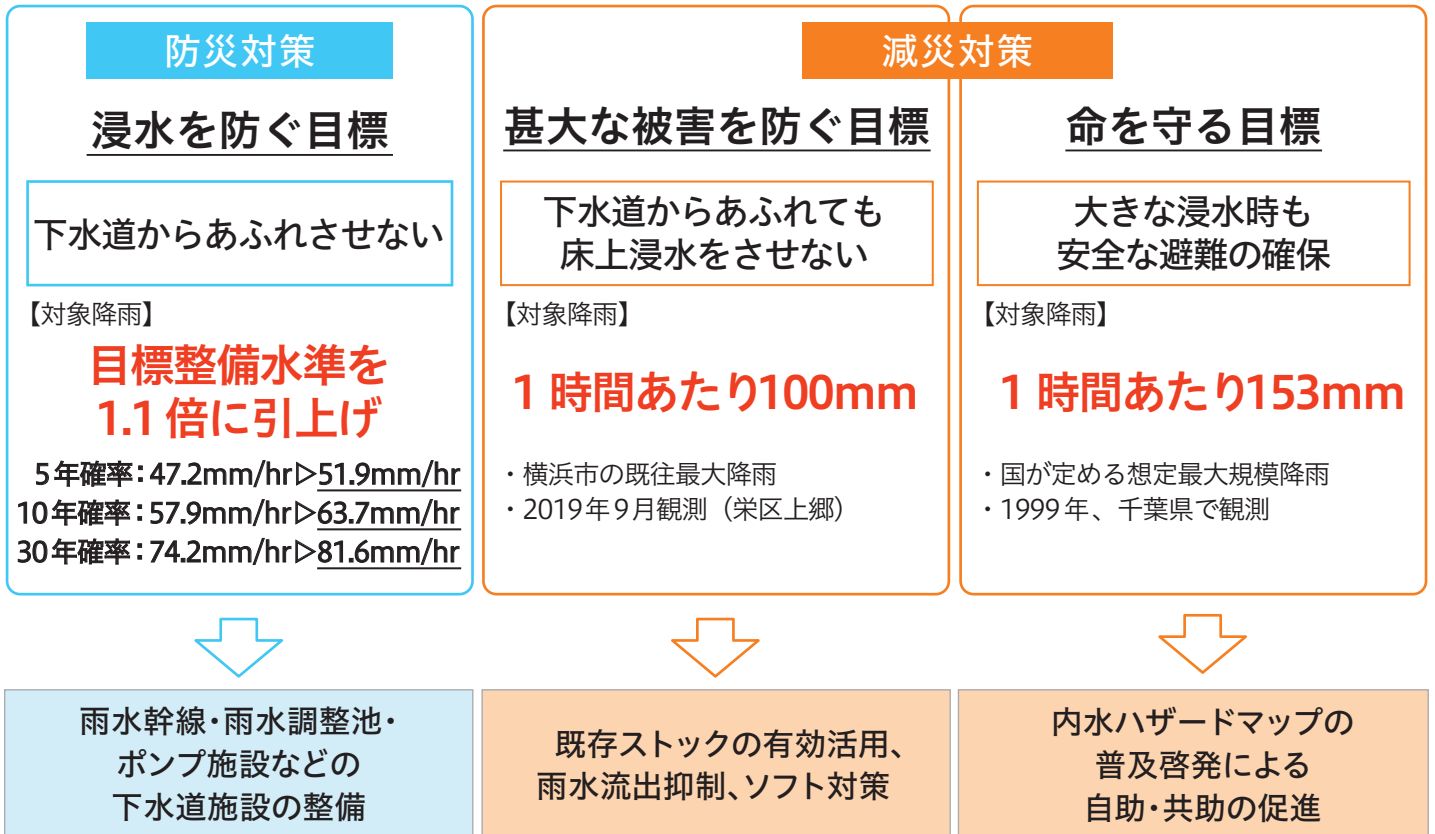 防災対策
浸水を防ぐ目標
下水道からあふれさせない
【対象降雨】
目標整備水準を
1.1 倍に引上げ
5年確率：47.2mm/hr▷51.9mm/hr
10年確率：57.9mm/hr▷63.7mm/hr
30年確率：74.2mm/hr▷81.6mm/hr
雨水幹線・雨水調整池・
ポンプ施設などの
下水道施設の整備
減災対策
甚大な被害を防ぐ目標
下水道からあふれても
床上浸水をさせない
【対象降雨】
1 時間あたり100mm
・横浜市の既往最大降雨
・2019年9月観測（栄区上郷）
既存ストックの有効活用、
雨水流出抑制、ソフト対策
命を守る目標
大きな浸水時も
安全な避難の確保
【対象降雨】
1 時間あたり153mm
・国が定める想定最大規模降雨
・1999年、千葉県で観測
内水ハザードマップの
普及啓発による
自助・共助の促進